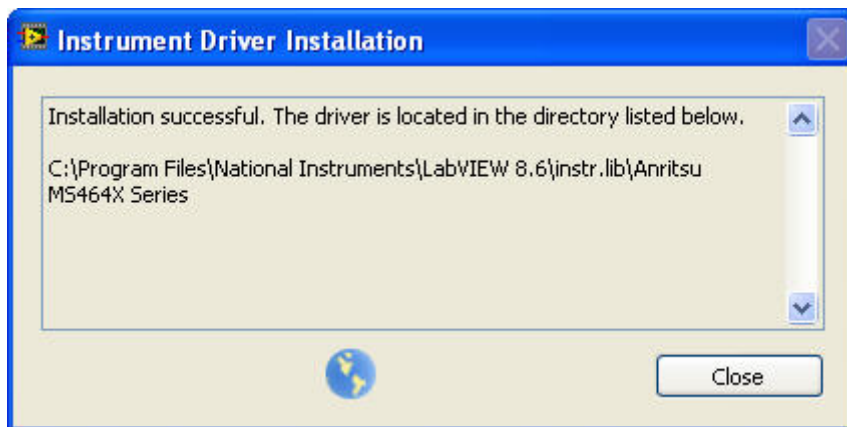 Instrument Driver Installation
Installation successful. The driver is located in the directory listed below.
C:\Program Files\National Instruments\LabVIEW 8.6\instr.lib\Anritsu
MS464X Series
Close